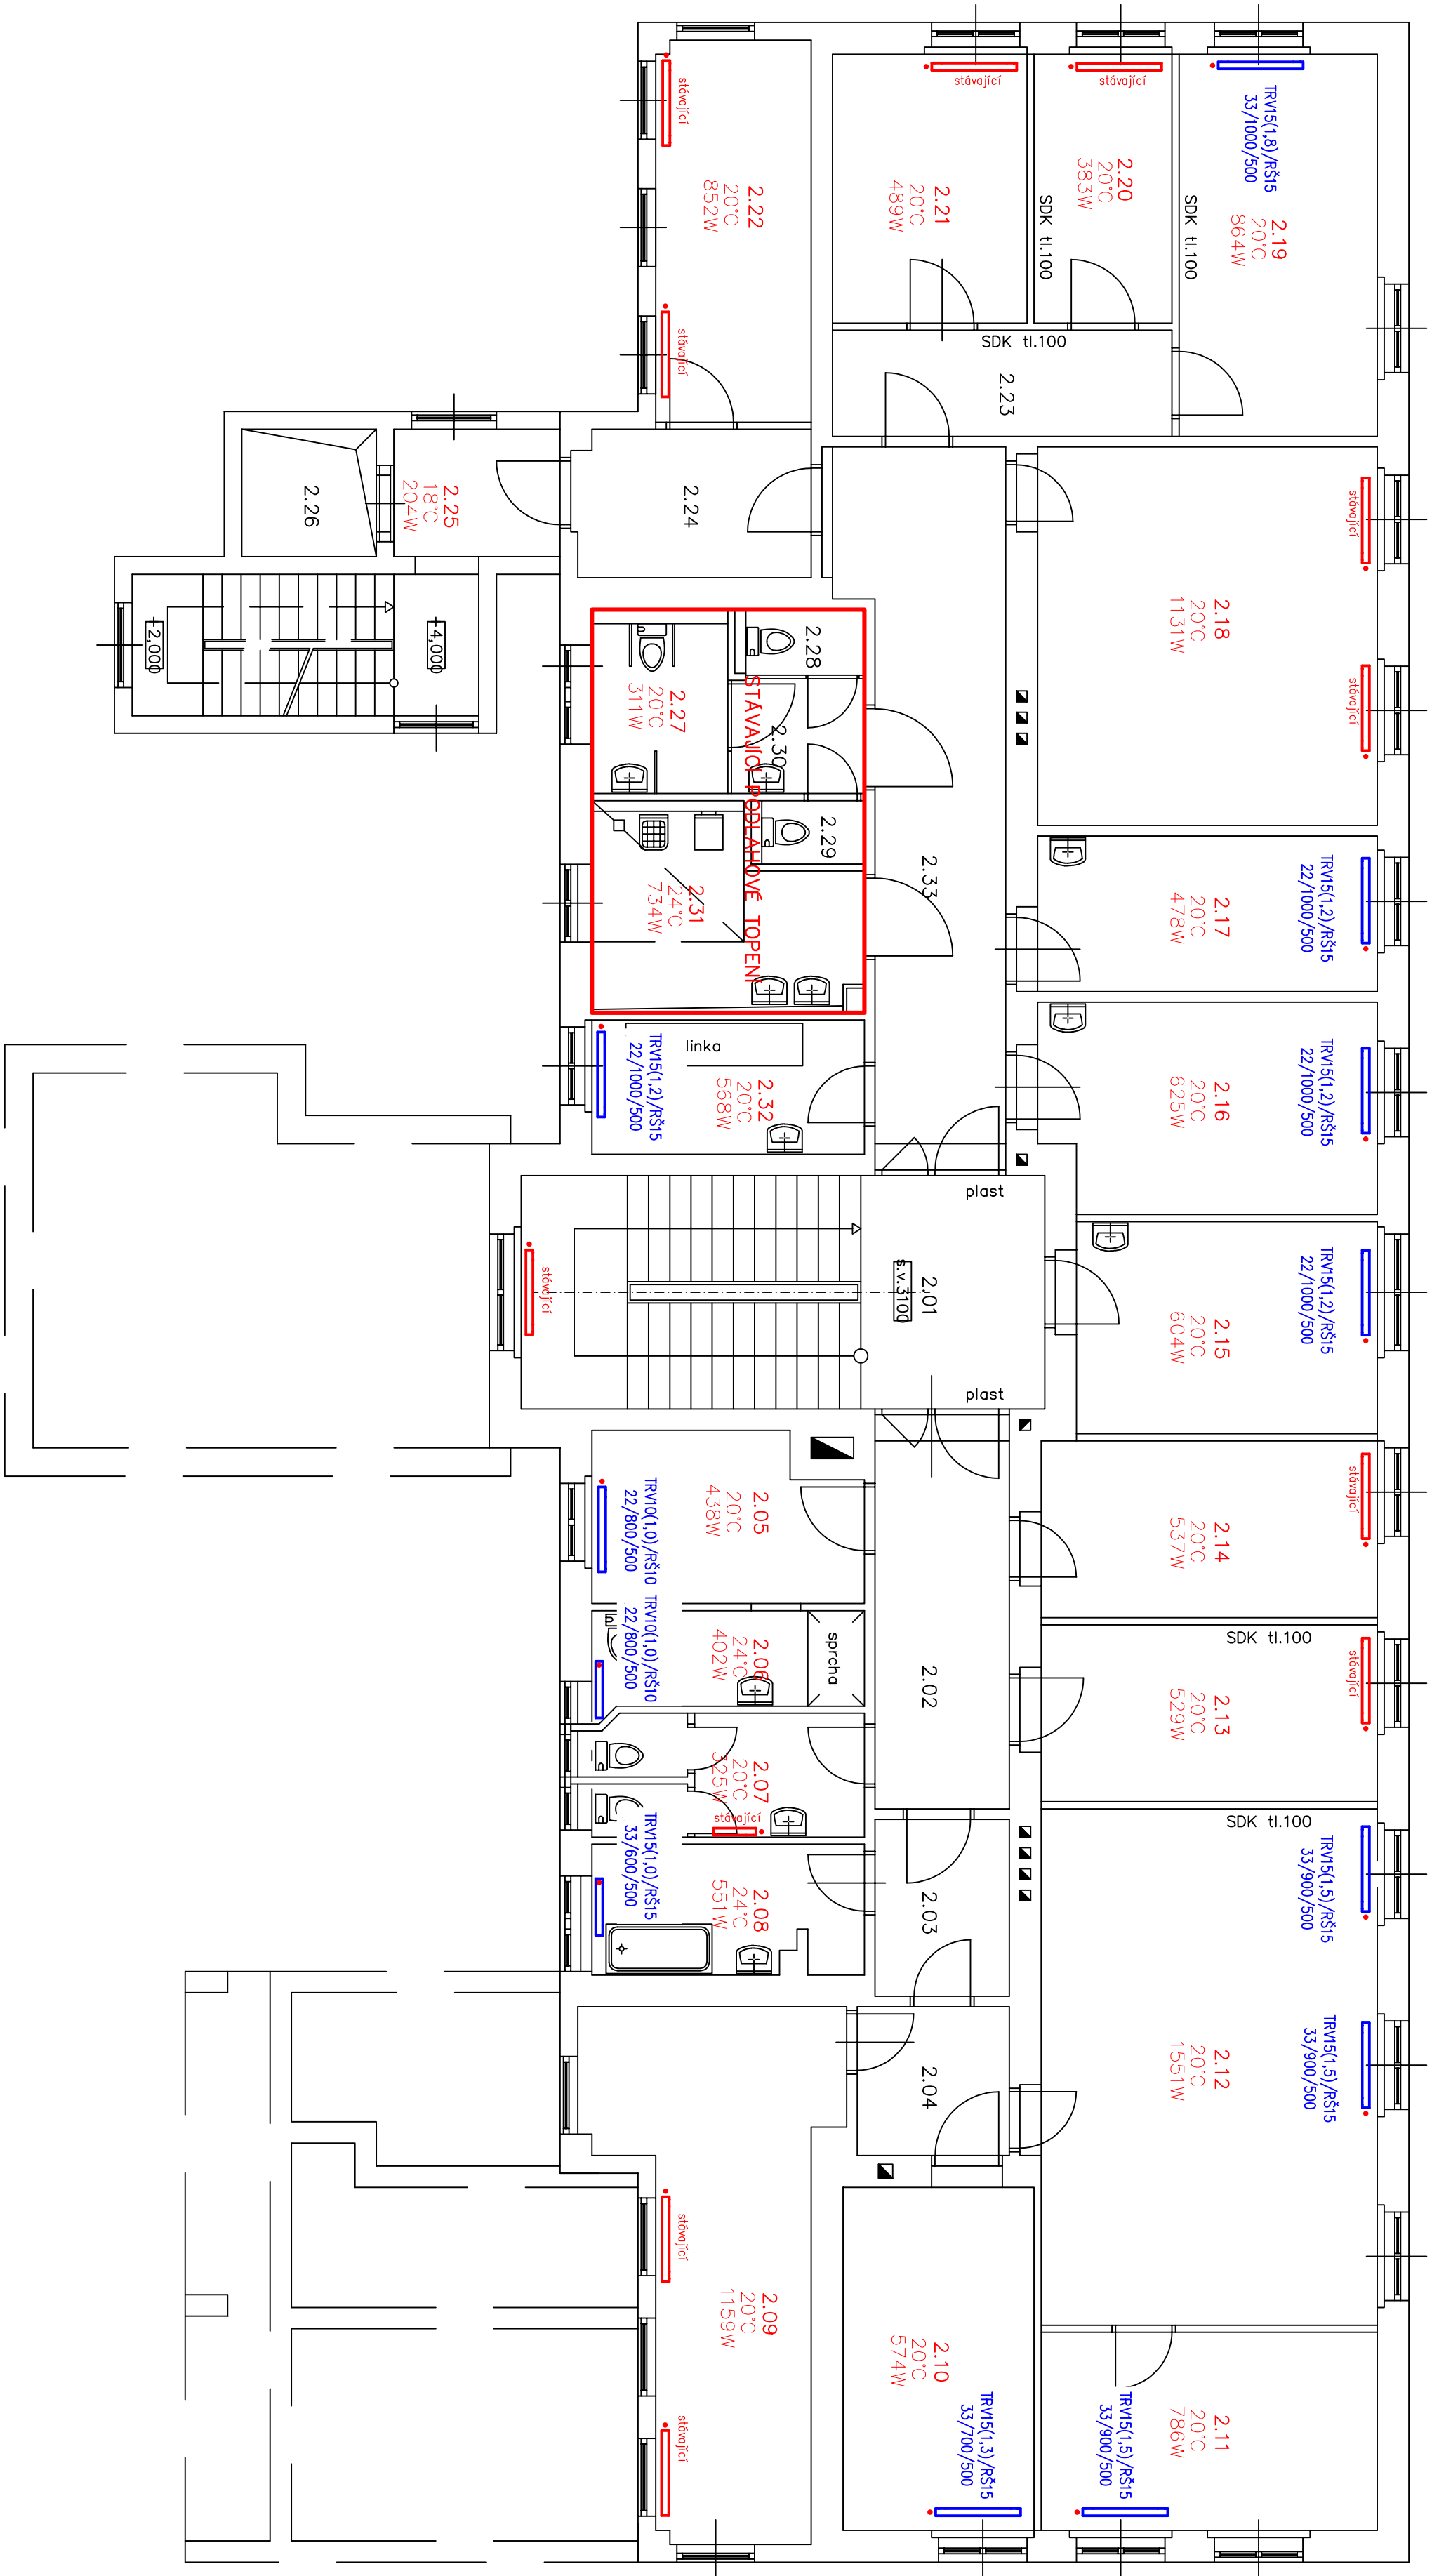 stávající
2.22
20°C
852W
stávající
stávající
2.21
20°C
489W
stávající
2.20
20°C
383W
SDK tl.100
TRV15(1,8)/RŠ15
33/1000/500
2.19
20°C
864W
SDK tl.100
SDK tl.100
2.23
2.24
2.25
18°C
204W
2.26
+4,000
+2,000
stávající
2.18
20°C
1131W
stávající
2.28
2.27
20°C
311W
2.30
STÁVAJÍCÍ PODLAHOVÉ TOPENÍ
2.29
2.31
24°C
734W
2.33
TRV15(1,2)/RŠ15
22/1000/500
2.17
20°C
478W
TRV15(1,2)/RŠ15
22/1000/500
2.16
20°C
625W
linka
TRV15(1,2)/RŠ15
22/1000/500
2.32
20°C
568W
plast
2.01
s.v.3100
stávající
plast
TRV15(1,2)/RŠ15
22/1000/500
2.15
20°C
604W
stávající
2.14
20°C
537W
2.05
20°C
438W
TRV10(1,0)/RŠ10
22/800/500
TRV10(1,0)/RŠ10
22/800/500
2.06
24°C
402W
sprcha
2.02
SDK tl.100
stávající
2.13
20°C
529W
2.07
20°C
325W
stávající
SDK tl.100
TRV15(1,0)/RŠ15
33/600/500
2.08
24°C
551W
2.03
TRV15(1,5)/RŠ15
33/900/500
TRV15(1,5)/RŠ15
33/900/500
2.12
20°C
1551W
2.04
stávající
2.09
20°C
1159W
stávající
2.10
20°C
574W
TRV15(1,3)/RŠ15
33/700/500
2.11
20°C
786W
TRV15(1,5)/RŠ15
33/900/500